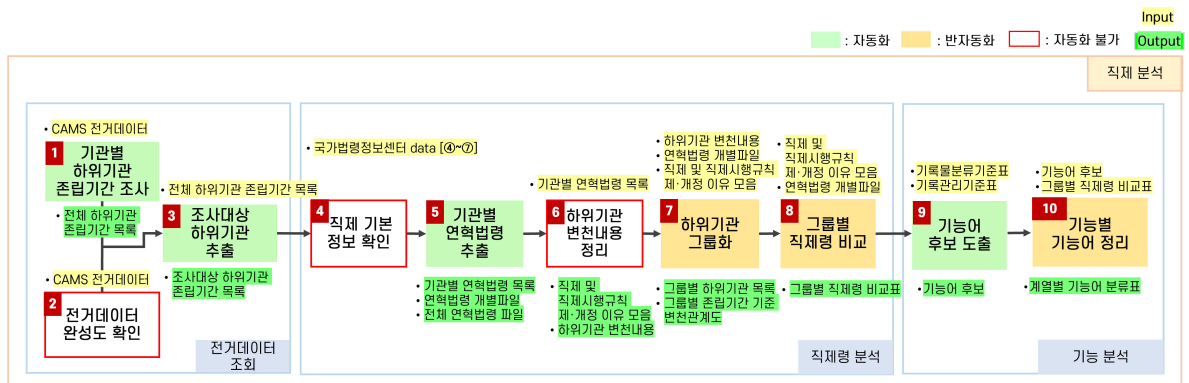 Input
: 자동화
: 반자동화
: 자동화 불가
Output
직제 분석
• CAMS 전거데이터
1
기관별
하위기관
존립기간 조사
• 전체 하위기관
존립기간 목록
• CAMS 전거데이터
2
전거데이터
완성도 확인
• 전체 하위기관 존립기간 목록
3
조사대상
하위기관
추출
• 조사대상 하위기관
존립기간 목록
전거데이터
조회
• 국가법령정보센터 data [④~⑦]
4
직제 기본
정보 확인
5
기관별
연혁법령
추출
• 기관별 연혁법령 목록
• 연혁법령 개별파일
• 전체 연혁법령 파일
• 기관별 연혁법령 목록
6
하위기관
변천내용
정리
• 직제 및
직제시행규칙
제·개정 이유 모음
• 하위기관 변천내용
• 하위기관 변천내용
• 연혁법령 개별파일
• 직제 및 직제시행규칙
제·개정 이유 모음
7
하위기관
그룹화
• 그룹별 하위기관 목록
• 그룹별 존립기간 기준
변천관계도
• 직제 및
직제시행규칙
제·개정 이유 모음
• 연혁법령 개별파일
8
그룹별
직제령 비교
• 그룹별 직제령 비교표
직제령 분석
• 기록물분류기준표
• 기록관리기준표
9
기능어
후보 도출
• 기능어 후보
• 기능어 후보
• 그룹별 직제령 비교표
10
기능별
기능어 정리
• 계열별 기능어 분류표
기능 분석